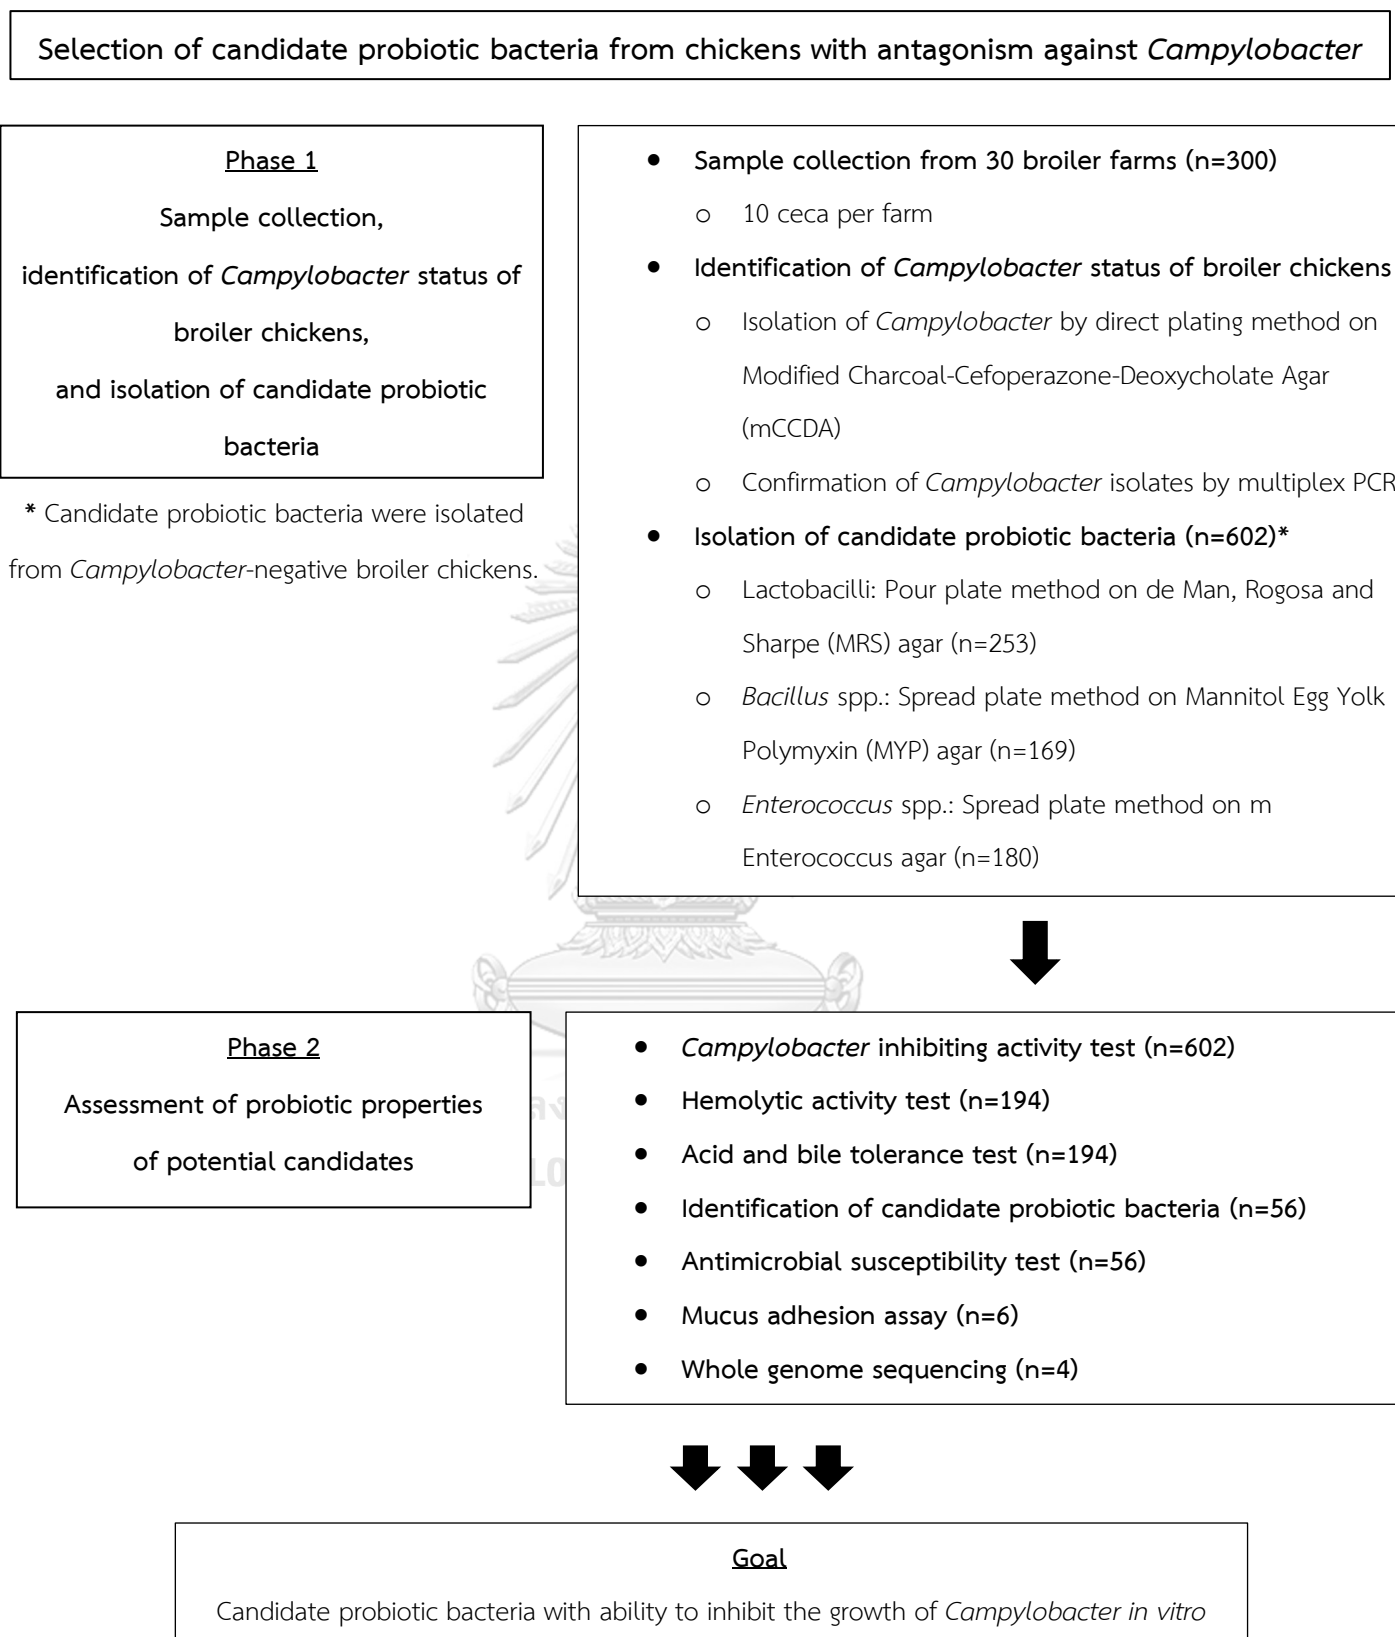 Selection of candidate probiotic bacteria from chickens with antagonism against Campylobacter
Phase 1
Sample collection,
identification of Campylobacter status of
broiler chickens,
and isolation of candidate probiotic
bacteria
* Candidate probiotic bacteria were isolated
from Campylobacter-negative broiler chickens.
• Sample collection from 30 broiler farms (n=300)
o 10 ceca per farm
• Identification of Campylobacter status of broiler chickens
o Isolation of Campylobacter by direct plating method on
Modified Charcoal-Cefoperazone-Deoxycholate Agar
(mCCDA)
o Confirmation of Campylobacter isolates by multiplex PCR
• Isolation of candidate probiotic bacteria (n=602)*
o Lactobacilli: Pour plate method on de Man, Rogosa and
Sharpe (MRS) agar (n=253)
o Bacillus spp.: Spread plate method on Mannitol Egg Yolk
Polymyxin (MYP) agar (n=169)
o Enterococcus spp.: Spread plate method on m
Enterococcus agar (n=180)
Phase 2
Assessment of probiotic properties
of potential candidates
• Campylobacter inhibiting activity test (n=602)
• Hemolytic activity test (n=194)
• Acid and bile tolerance test (n=194)
• Identification of candidate probiotic bacteria (n=56)
• Antimicrobial susceptibility test (n=56)
• Mucus adhesion assay (n=6)
• Whole genome sequencing (n=4)
Goal
Candidate probiotic bacteria with ability to inhibit the growth of Campylobacter in vitro